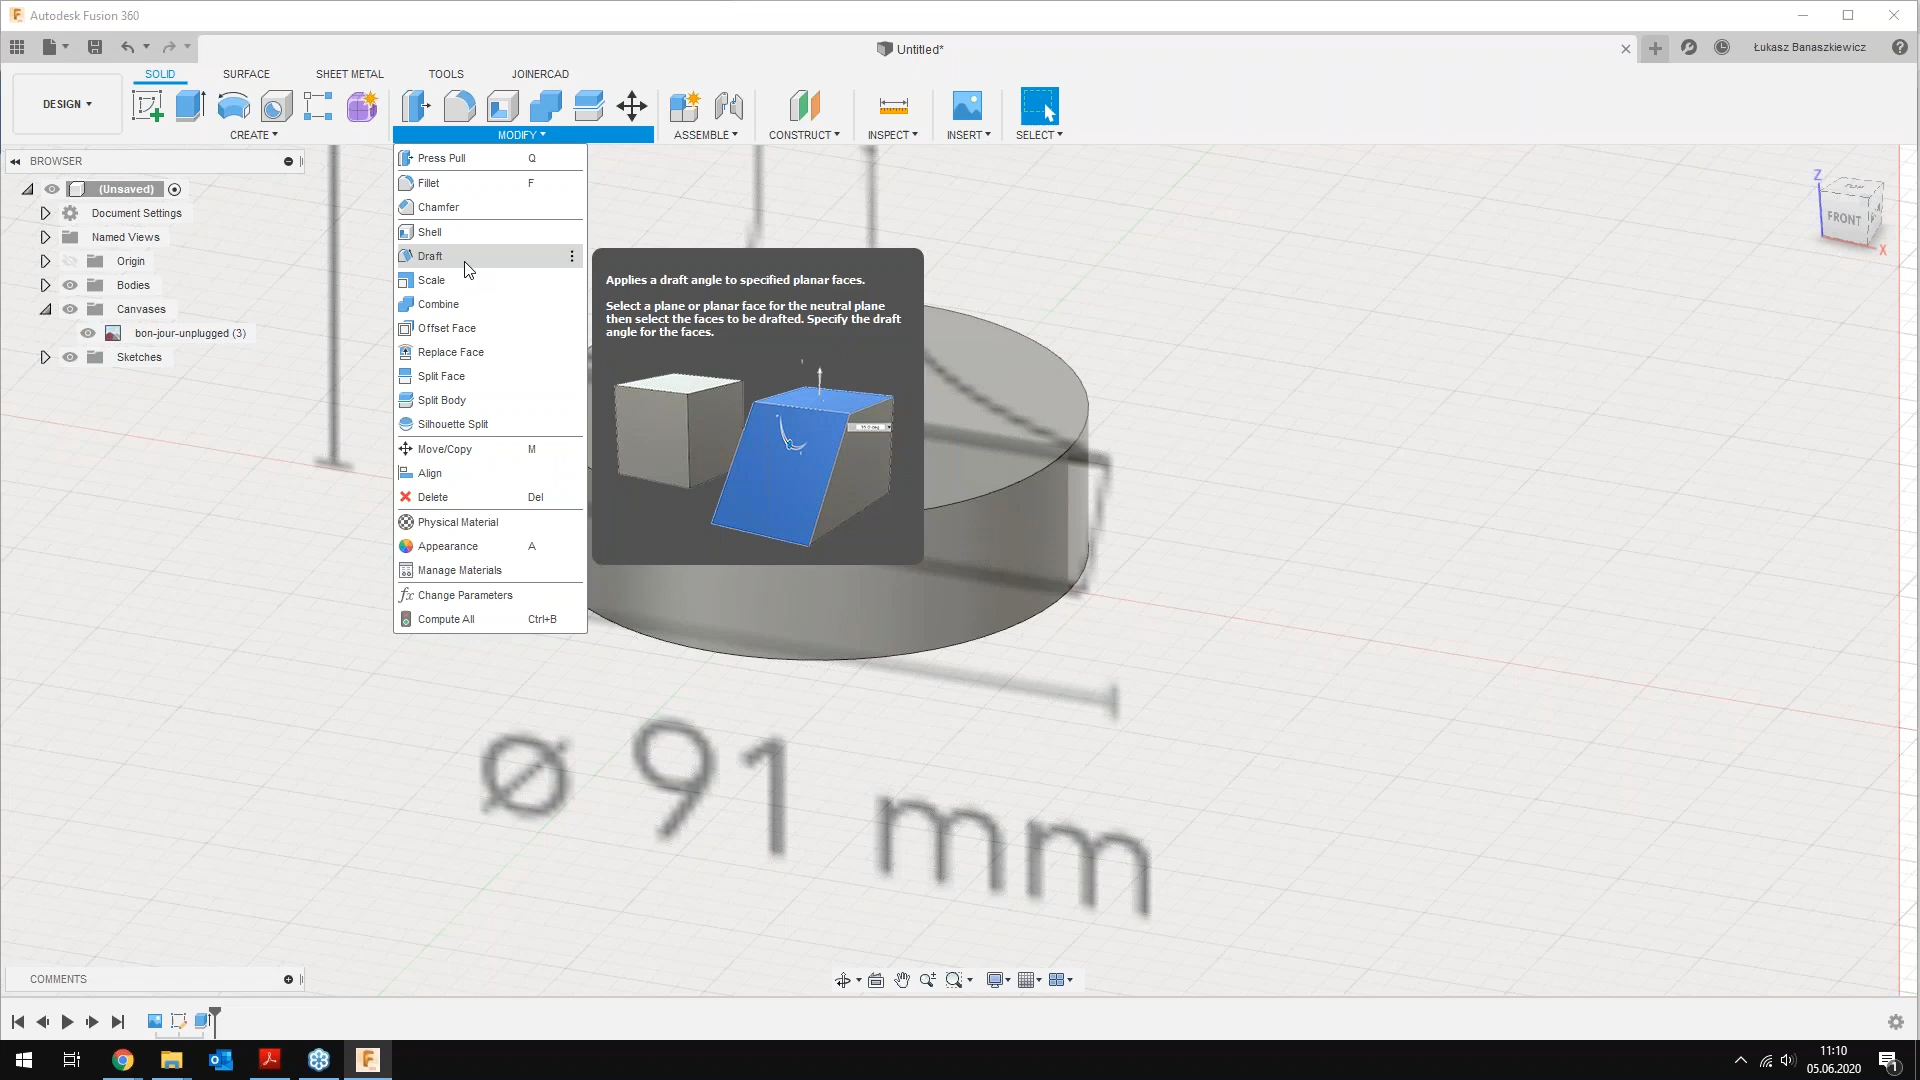 Autodesk Fusion 360
Untitled*
Łukasz Banaszkiewicz
SOLID
SURFACE
SHEET METAL
TOOLS
JOINERCAD
DESIGN
CREATE
MODIFY
ASSEMBLE
CONSTRUCT
INSPECT
INSERT
SELECT
BROWSER
(Unsaved)
Document Settings
Named Views
Origin
Bodies
Canvases
bon-jour-unplugged (3)
Sketches
Press Pull Q
Fillet F
Chamfer
Shell
Draft
Scale
Combine
Offset Face
Replace Face
Split Face
Split Body
Silhouette Split
Move/Copy M
Align
Delete Del
Physical Material
Appearance A
Manage Materials
Change Parameters
Compute All Ctrl+B
Applies a draft angle to specified planar faces.
Select a plane or planar face for the neutral plane
then select the faces to be drafted. Specify the draft
angle for the faces.
Z
FRONT
X
ø 91 mm
COMMENTS
11:10
05.06.2020
1